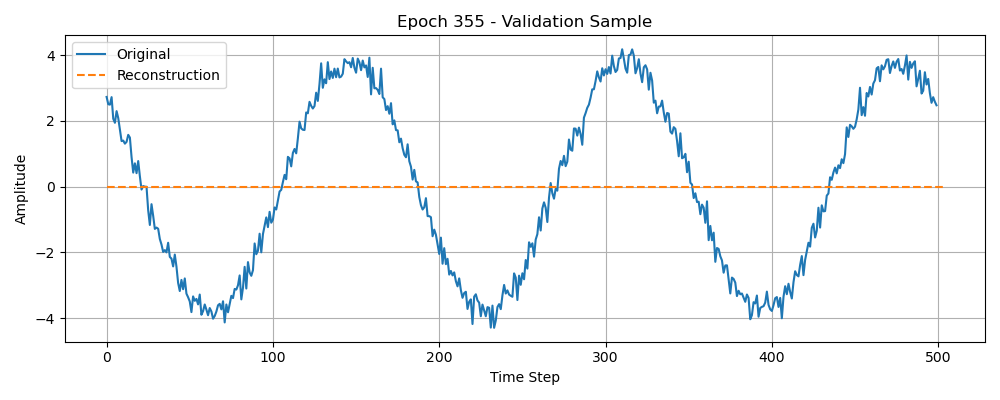 Epoch 355 - Validation Sample
Original
Reconstruction
Amplitude
4
2
0
−2
−4
0 100 200 300 400 500
Time Step